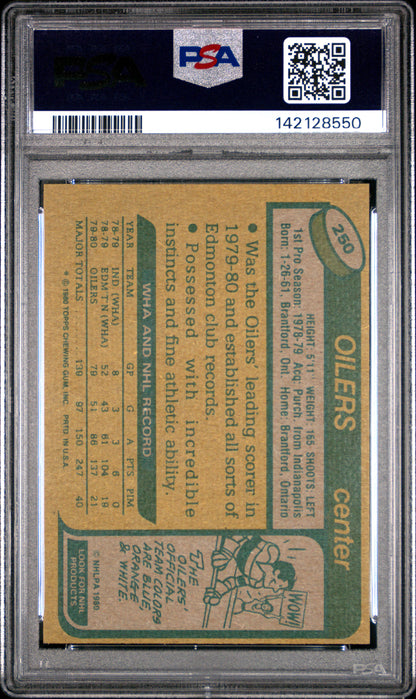 PSA
PSA
142128550
250
OILERS center
HEIGHT 5'11" WEIGHT 165 SHOOTS LEFT
1st Pro Season: 1978-79 Acq: Purch. from Indianapolis
Born: 1-26-61, Brantford, Ont. Home: Brantford, Ontario
• Was the Oilers' leading scorer in
1979-80 and established all sorts of
Edmonton club records.
• Possessed with incredible
instincts and fine athletic ability.
WHA AND NHL RECORD
YEAR TEAM GP G A PTS PIM
78-79 IND (WHA) 8 3 3 6 0
78-79 EDM'T'N (WHA) 72 43 61 104 19
79-80 OILERS 79 51 86 137 21
MAJOR TOTALS 139 97 150 247 40
© 1980 TOPPS CHEWING GUM, INC. PRTD. IN U.S.A.
WOW!
THE
OILERS'
OFFICIAL
TEAM COLORS
ARE BLUE,
ORANGE
& WHITE.
© NHLPA 1980
LOOK FOR NHL
PRODUCTS
PSA